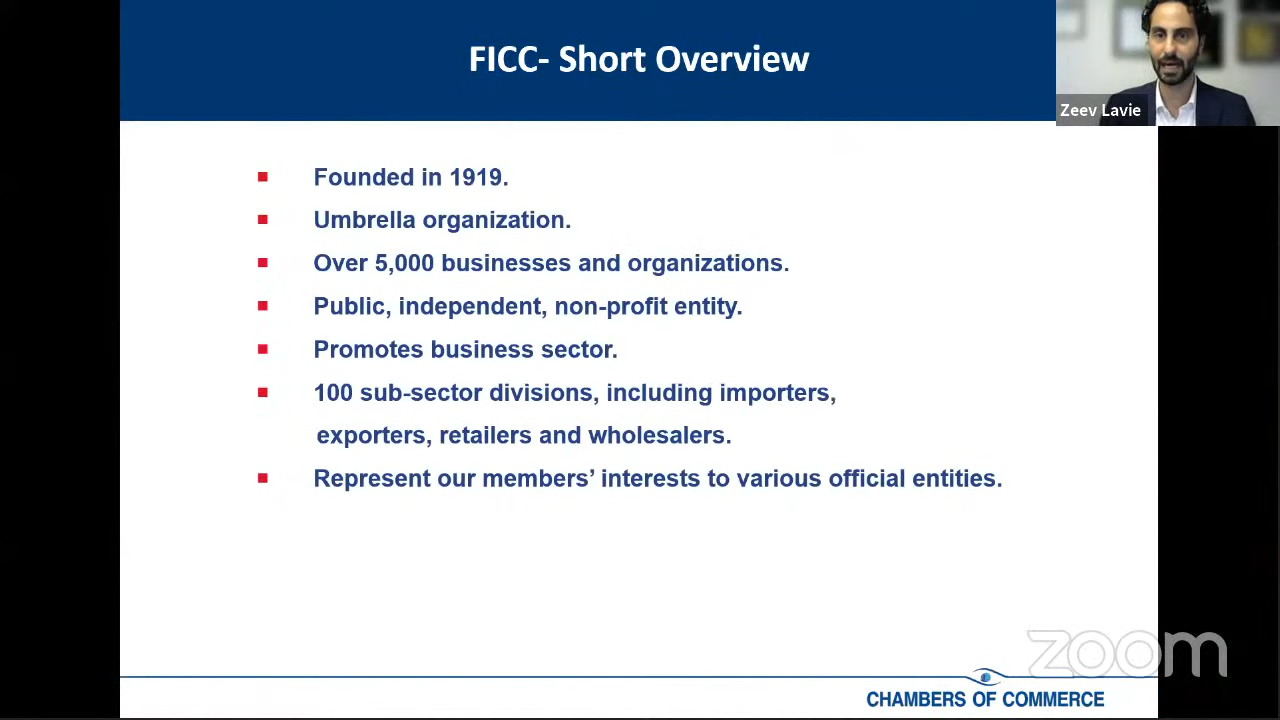 FICC- Short Overview
Zeev Lavie
▪ Founded in 1919.
▪ Umbrella organization.
▪ Over 5,000 businesses and organizations.
▪ Public, independent, non-profit entity.
▪ Promotes business sector.
▪ 100 sub-sector divisions, including importers,
exporters, retailers and wholesalers.
▪ Represent our members’ interests to various official entities.
zoom
CHAMBERS OF COMMERCE